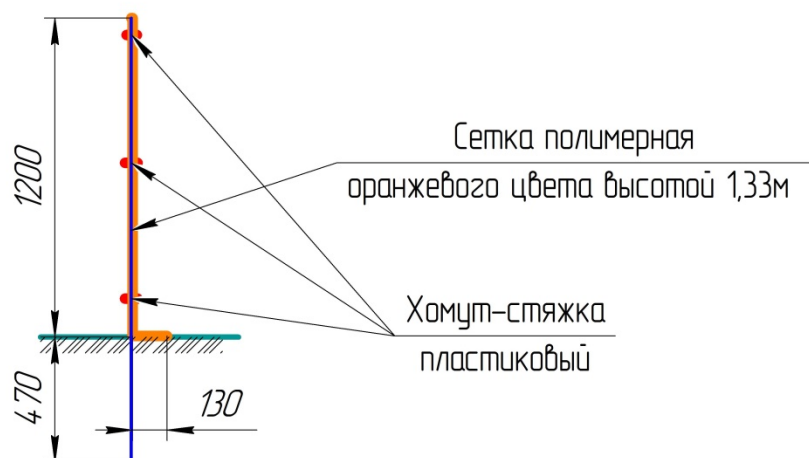 1200
Сетка полимерная
оранжевого цвета высотой 1,33м
Хомут-стяжка
пластиковый
470
130